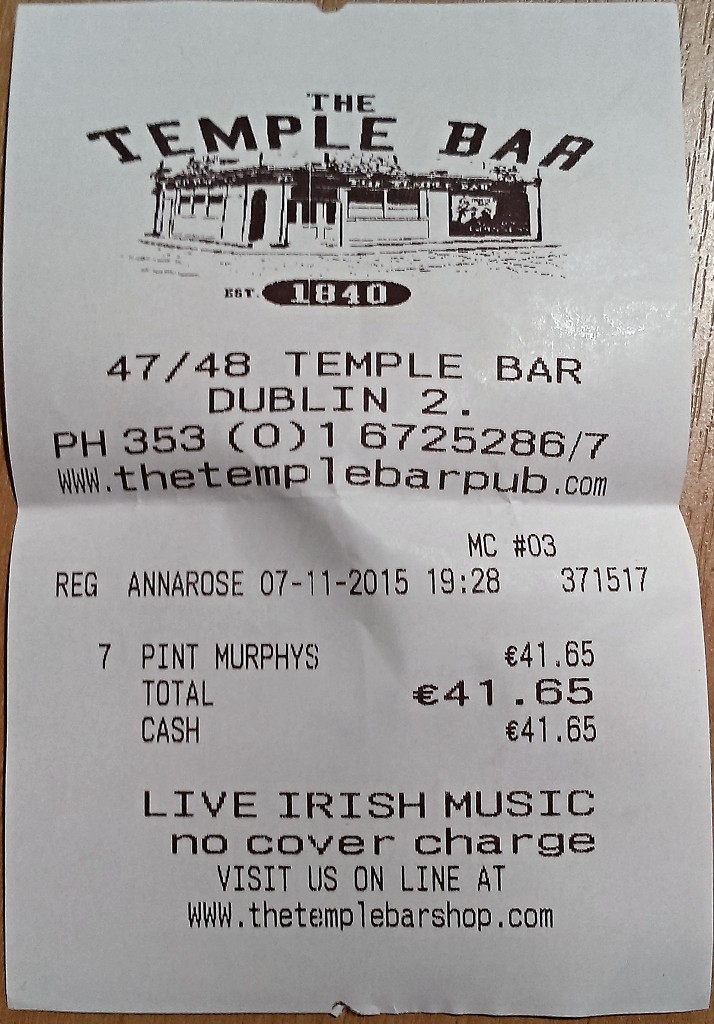 THE
TEMPLE BAR
EST. 1840
47/48 TEMPLE BAR
DUBLIN 2.
PH 353 (0)1 6725286/7
WWW.thetemplebarpub.com
MC #03
REG ANNAROSE 07-11-2015 19:28 371517
7 PINT MURPHYS €41.65
TOTAL €41.65
CASH €41.65
LIVE IRISH MUSIC
no cover charge
VISIT US ON LINE AT
WWW.thetemplebarshop.com